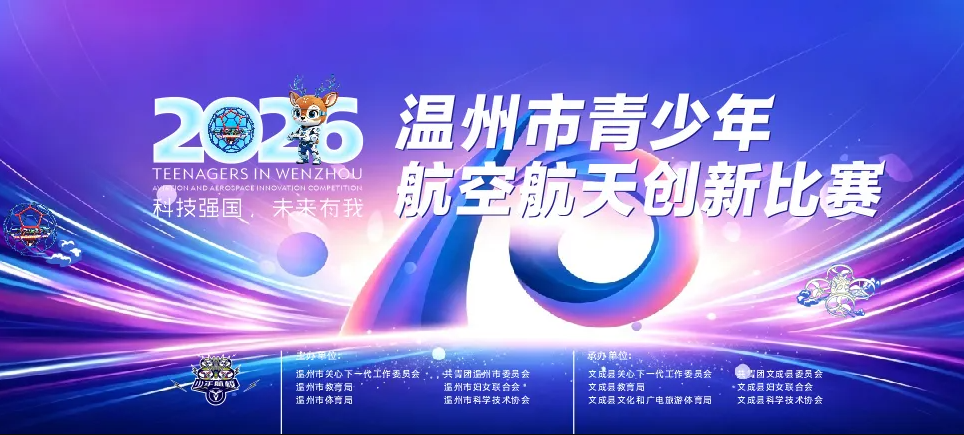 2026
TEENAGERS IN WENZHOU
AVIATION AND AEROSPACE INNOVATION COMPETITION
科技强国，未来有我
温州市青少年
航空航天创新比赛
10
少年航校
主办单位：
温州市关心下一代工作委员会
共青团温州市委员会
温州市教育局
温州市妇女联合会
温州市体育局
温州市科学技术协会
承办单位：
文成县关心下一代工作委员会
共青团文成县委员会
文成县教育局
文成县妇女联合会
文成县文化和广电旅游体育局
文成县科学技术协会